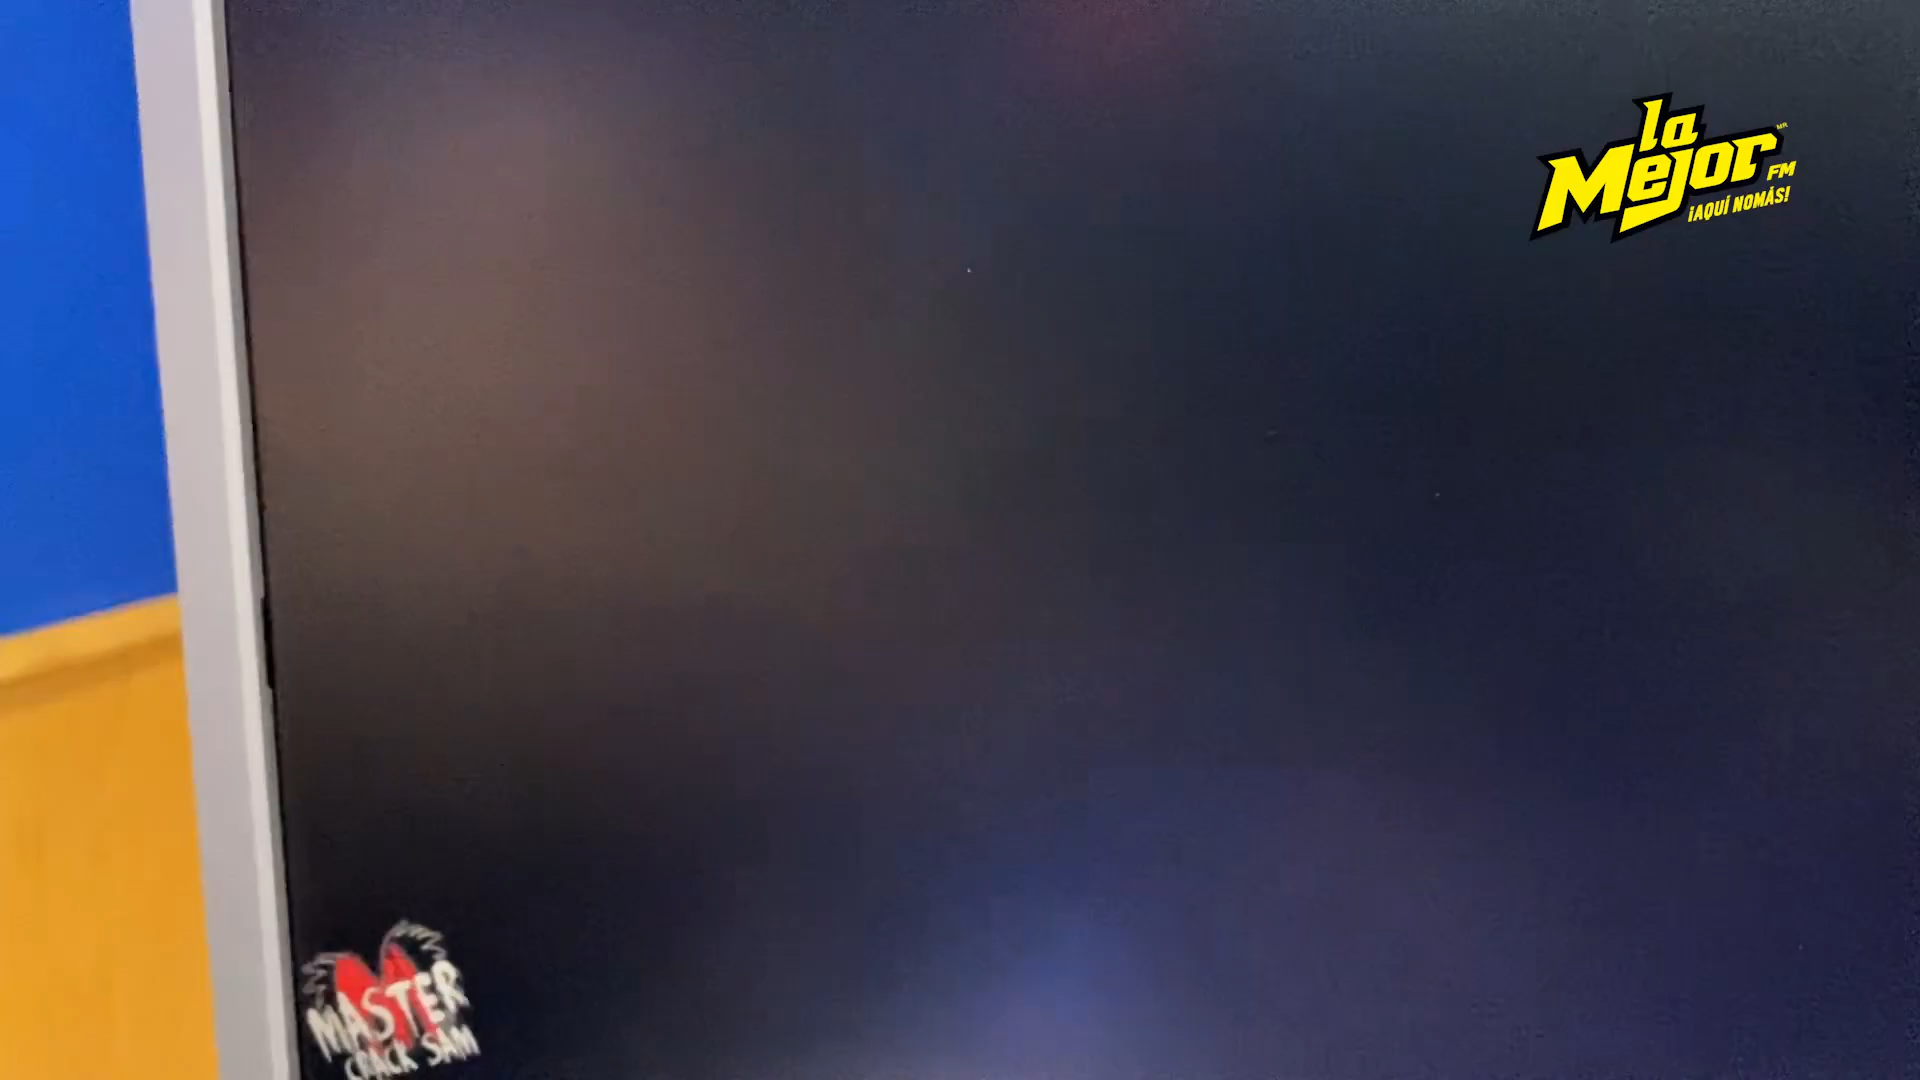 la
Mejor
FM
¡AQUÍ NOMÁS!
MASTER
CRACK SAM